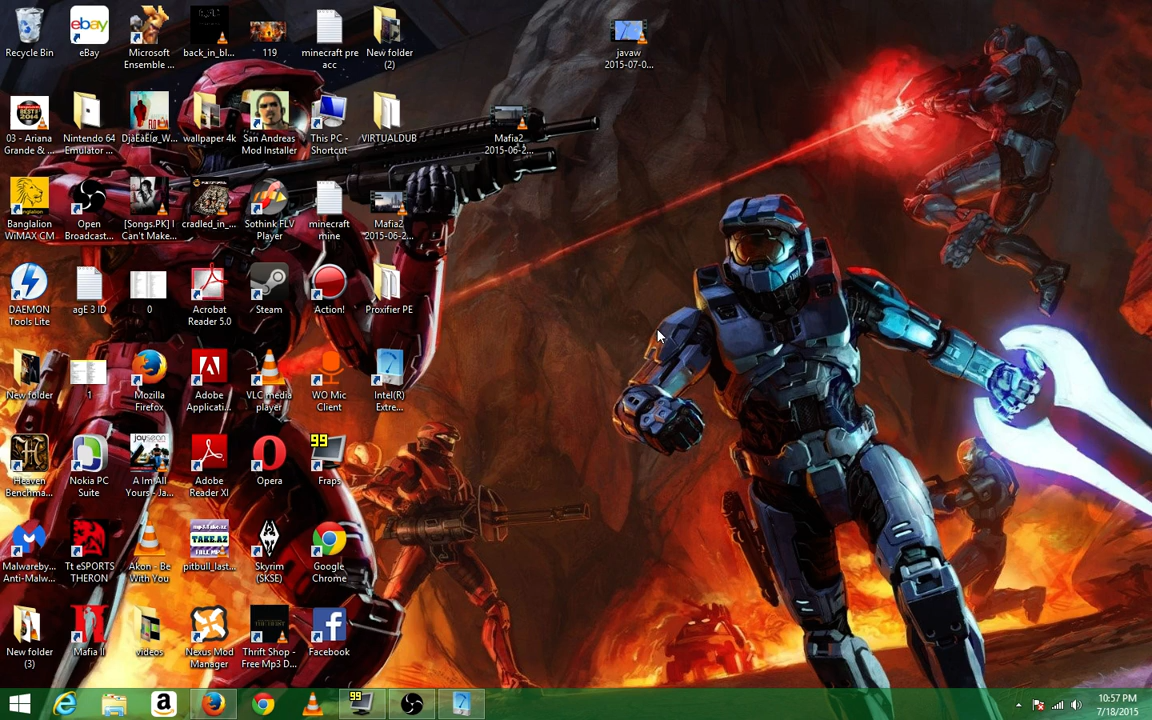 Recycle Bin
eBay
Microsoft
Ensemble ...
back_in_bl...
119
minecraft pre
acc
New folder
(2)
javaw
2015-07-0...
03 - Ariana
Grande & ...
Nintendo 64
Emulator ...
wallpaper 4k
San Andreas
Mod Installer
This PC -
Shortcut
VIRTUALDUB
Mafia2
2015-06-2...
Banglalion
WiMAX CM
Open
Broadcast...
[Songs.PK] I
Can't Make...
cradled_in_...
Sothink FLV
Player
minecraft
mine
Mafia2
2015-06-2...
DAEMON
Tools Lite
agE 3 ID
0
Acrobat
Reader 5.0
Steam
Action!
Proxifier PE
New folder
1
Mozilla
Firefox
Adobe
Applicati...
VLC media
player
WO Mic
Client
Intel(R)
Extre...
Heaven
Benchma...
Nokia PC
Suite
jaysean
A Im All
Yours - Ja...
Adobe
Reader XI
Opera
99
Fraps
Malwareby...
Anti-Malw...
Tt eSPORTS
THERON
Akon - Be
With You
TAKE.AZ
pitbull_last...
Skyrim
(SKSE)
Google
Chrome
New folder
(3)
Mafia II
videos
Nexus Mod
Manager
Thrift Shop -
Free Mp3 D...
Facebook
99
10:57 PM
7/18/2015